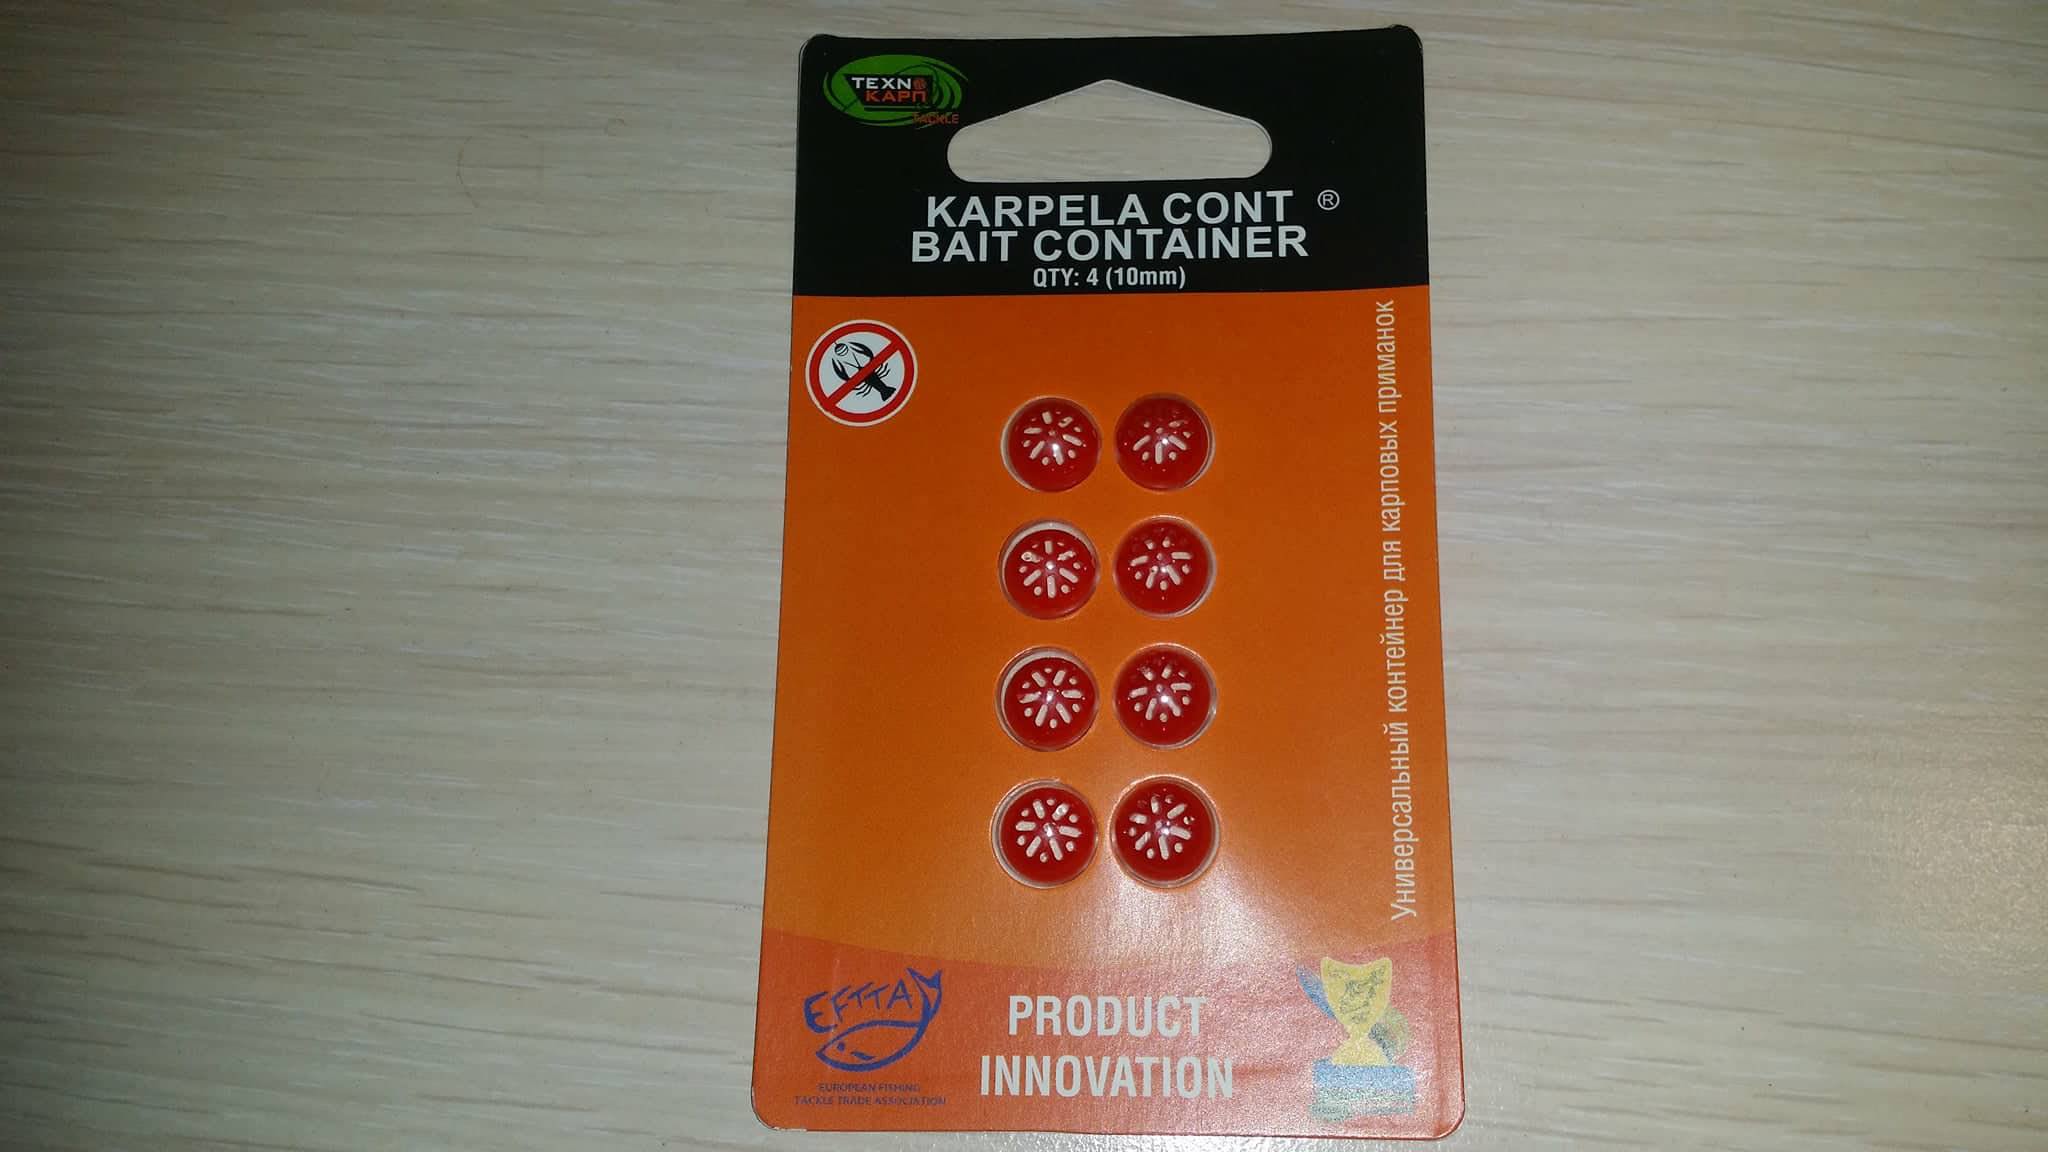 ТЕХНО
КАРП
TACKLE
KARPELA CONT ®
BAIT CONTAINER
QTY: 4 (10mm)
Универсальный контейнер для карповых приманок
EFTTA
EUROPEAN FISHING
TACKLE TRADE ASSOCIATION
PRODUCT
INNOVATION